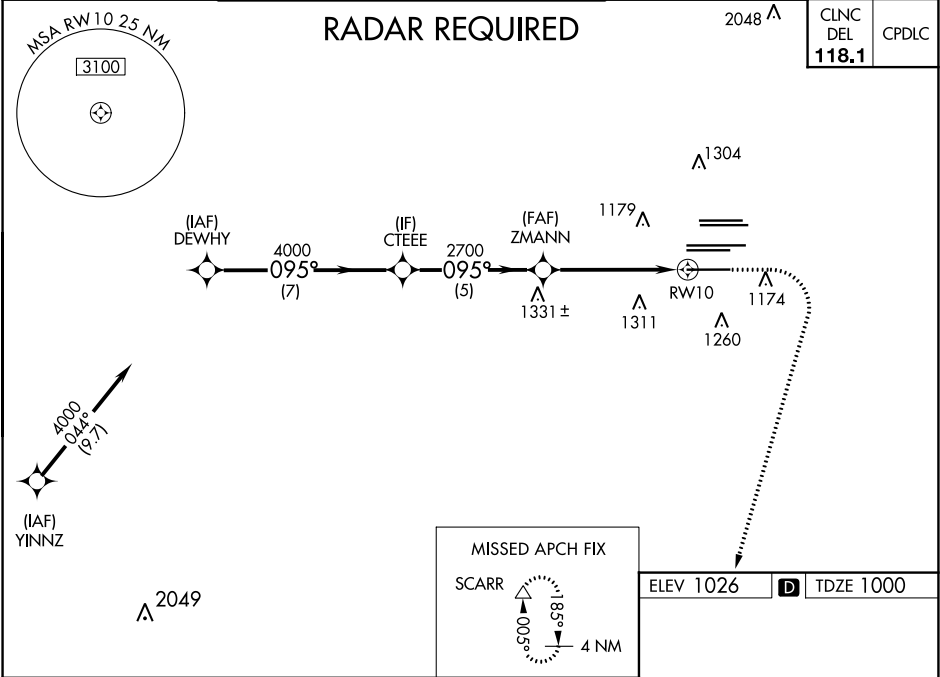 RADAR REQUIRED
MSA RW10 25 NM
3100
2048
CLNC
DEL
118.1
CPDLC
1304
1179
(IAF)
DEWHY
4000
095°
(7)
(IF)
CTEEE
2700
095°
(5)
(FAF)
ZMANN
1331 ±
1311
RW10
1174
1260
4000
044°
(9.7)
(IAF)
YINNZ
2049
MISSED APCH FIX
SCARR
185°
005°
4 NM
ELEV 1026
D
TDZE 1000